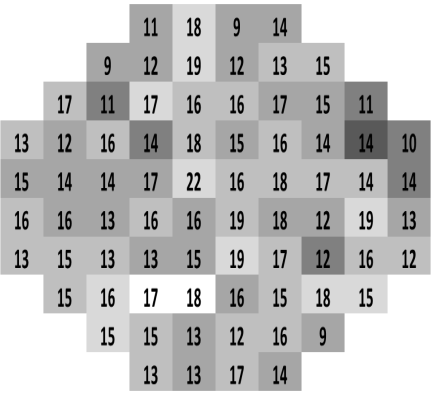 11 18 9 14
9 12 19 12 13 15
17 11 17 16 16 17 15 11
13 12 16 14 18 15 16 14 14 10
15 14 14 17 22 16 18 17 14 14
16 16 13 16 16 19 18 12 19 13
13 15 13 13 15 19 17 12 16 12
15 16 17 18 16 15 18 15
15 15 13 12 16 9
13 13 17 14